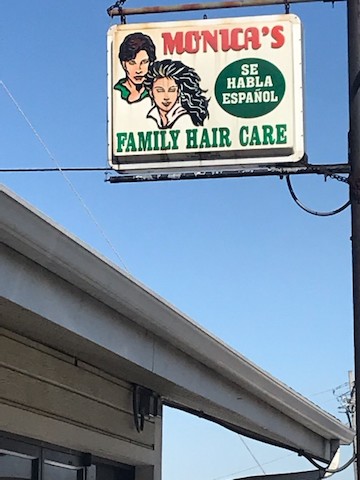 MONICA'S
SE
HABLA
ESPAÑOL
FAMILY HAIR CARE